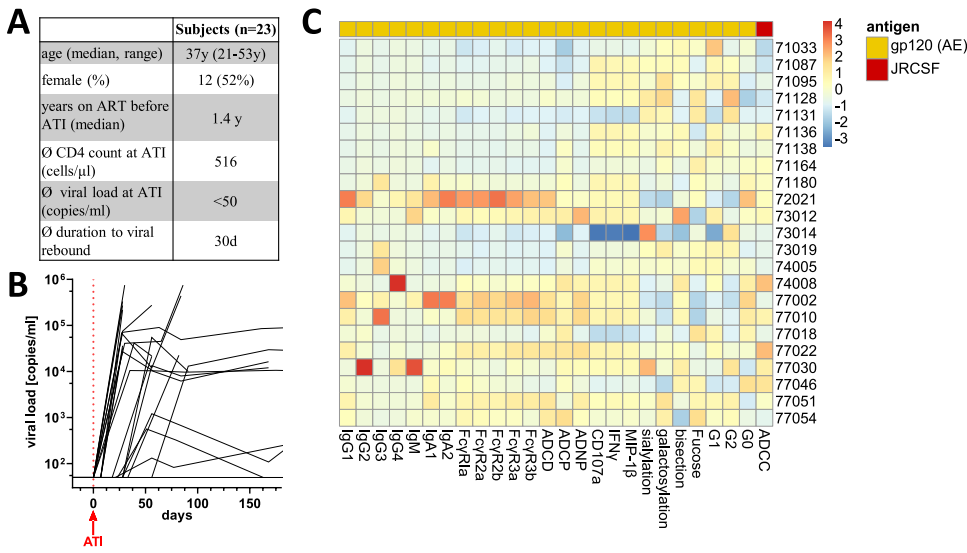 A
Subjects (n=23)
age (median, range) 37y (21-53y)
female (%) 12 (52%)
years on ART before
ATI (median) 1.4 y
Ø CD4 count at ATI
(cells/µl) 516
Ø viral load at ATI
(copies/ml) <50
Ø duration to viral
rebound 30d
B
viral load [copies/ml]
10⁶
10⁵
10⁴
10³
10²
0 50 100 150
days
ATI
C
71033
71087
71095
71128
71131
71136
71138
71164
71180
72021
73012
73014
73019
74005
74008
77002
77010
77018
77022
77030
77046
77051
77054
IgG1
IgG2
IgG3
IgG4
IgM
IgA1
IgA2
FcγRIa
FcγR2a
FcγR2b
FcγR3a
FcγR3b
ADCD
ADCP
ADNP
CD107a
IFNγ
MIP-1β
sialylation
galactosylation
bisection
Fucose
G1
G2
G0
ADCC
4
3
2
1
0
-1
-2
-3
antigen
gp120 (AE)
JRCSF